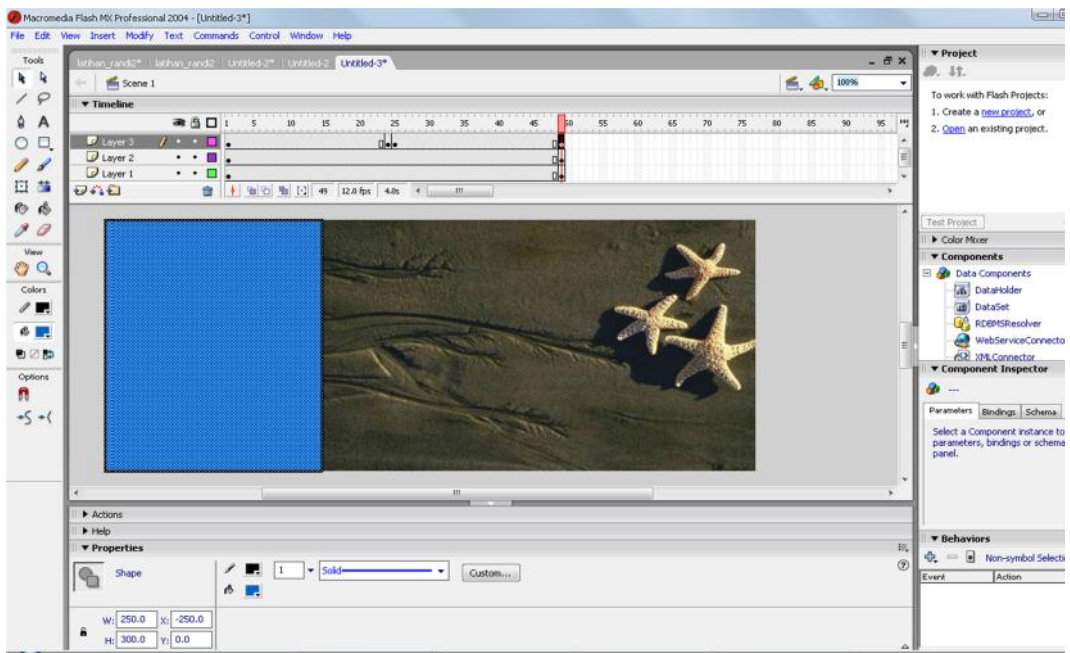 Macromedia Flash MX Professional 2004 - [Untitled-3*]
File Edit View Insert Modify Text Commands Control Window Help
Tools
View
Colors
Options
latihan_randi2* latihan_randi2 Untitled-2* Untitled-2 Untitled-3*
Scene 1
100%
Timeline
1 5 10 15 20 25 30 35 40 45 50 55 60 65 70 75 80 85 90 95
Layer 3
Layer 2
Layer 1
49 12.0 fps 4.0s
Actions
Help
Properties
Shape
1 Solid Custom...
W: 250.0 X: -250.0
H: 300.0 Y: 0.0
Project
To work with Flash Projects:
1. Create a new project, or
2. Open an existing project.
Test Project
Color Mixer
Components
Data Components
DataHolder
DataSet
RDBMSResolver
WebServiceConnecto
XMLConnector
Component Inspector
---
Parameters Bindings Schema
Select a Component instance to
parameters, bindings or schema
panel.
Behaviors
Non-symbol Selecti
Event Action